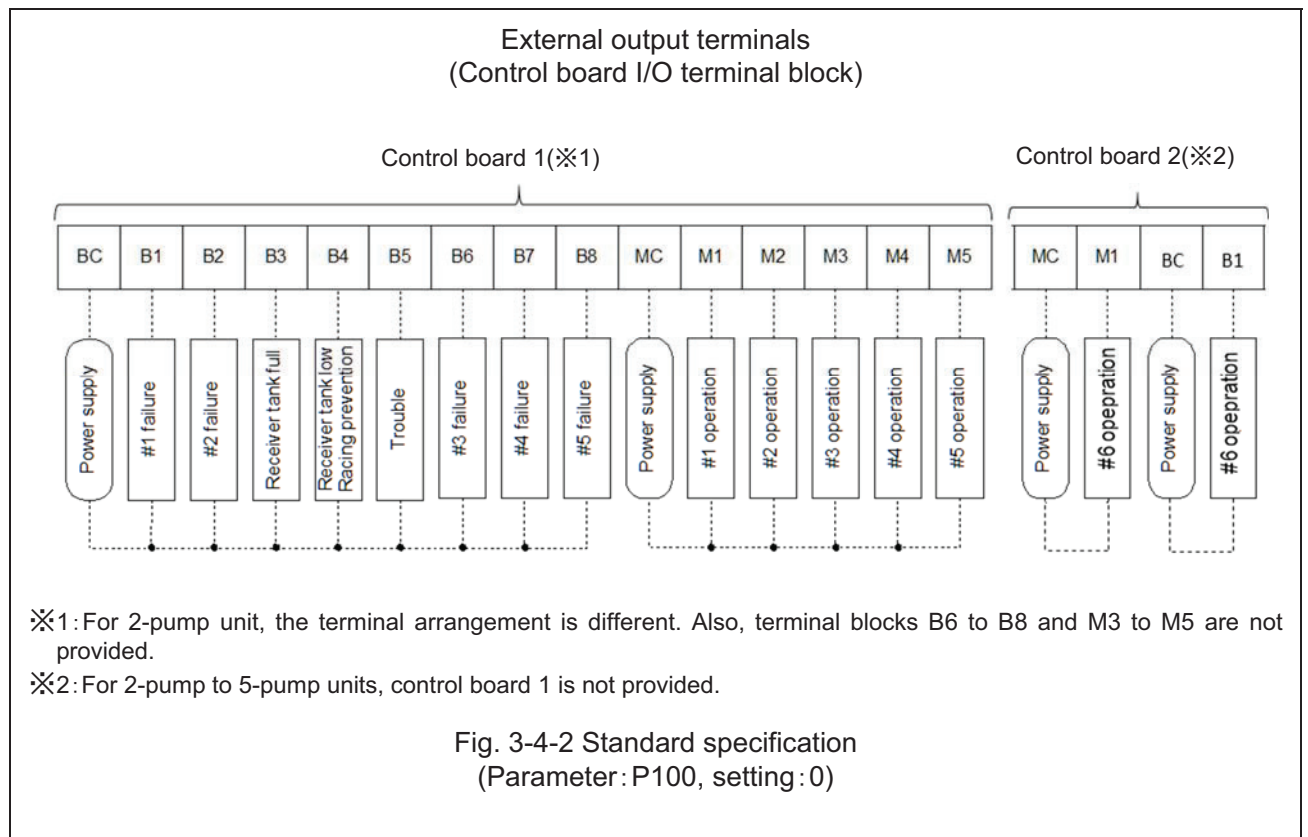 External output terminals
(Control board I/O terminal block)
Control board 1(※1)
Control board 2(※2)
BC B1 B2 B3 B4 B5 B6 B7 B8 MC M1 M2 M3 M4 M5
MC M1 BC B1
Power supply
#1 failure
#2 failure
Receiver tank full
Receiver tank low
Racing prevention
Trouble
#3 failure
#4 failure
#5 failure
Power supply
#1 operation
#2 operation
#3 operation
#4 operation
#5 operation
Power supply
#6 opepration
Power supply
#6 opepration
※1:For 2-pump unit, the terminal arrangement is different. Also, terminal blocks B6 to B8 and M3 to M5 are not
provided.
※2:For 2-pump to 5-pump units, control board 1 is not provided.
Fig. 3-4-2 Standard specification
(Parameter:P100, setting:0)